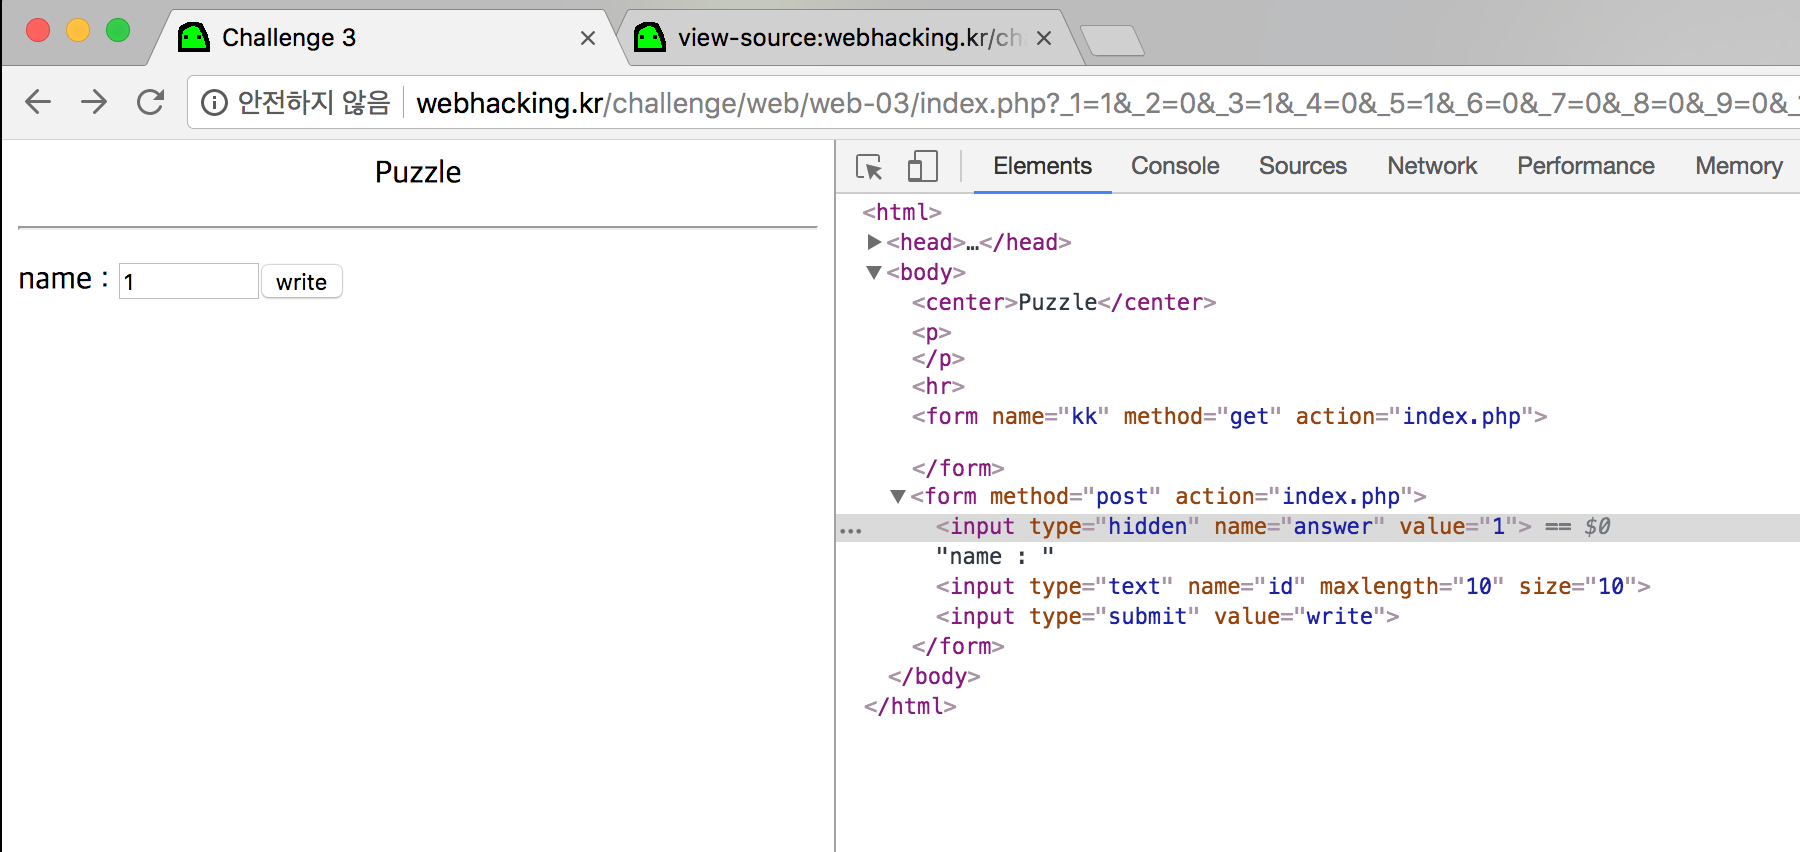 Challenge 3
view-source:webhacking.kr/ch
안전하지 않음 webhacking.kr/challenge/web/web-03/index.php?_1=1&_2=0&_3=1&_4=0&_5=1&_6=0&_7=0&_8=0&_9=0&_
Puzzle
name : 1 write
Elements Console Sources Network Performance Memory
<html>
<head>…</head>
<body>
<center>Puzzle</center>
<p>
</p>
<hr>
<form name="kk" method="get" action="index.php">
</form>
<form method="post" action="index.php">
... <input type="hidden" name="answer" value="1"> == $0
"name : "
<input type="text" name="id" maxlength="10" size="10">
<input type="submit" value="write">
</form>
</body>
</html>